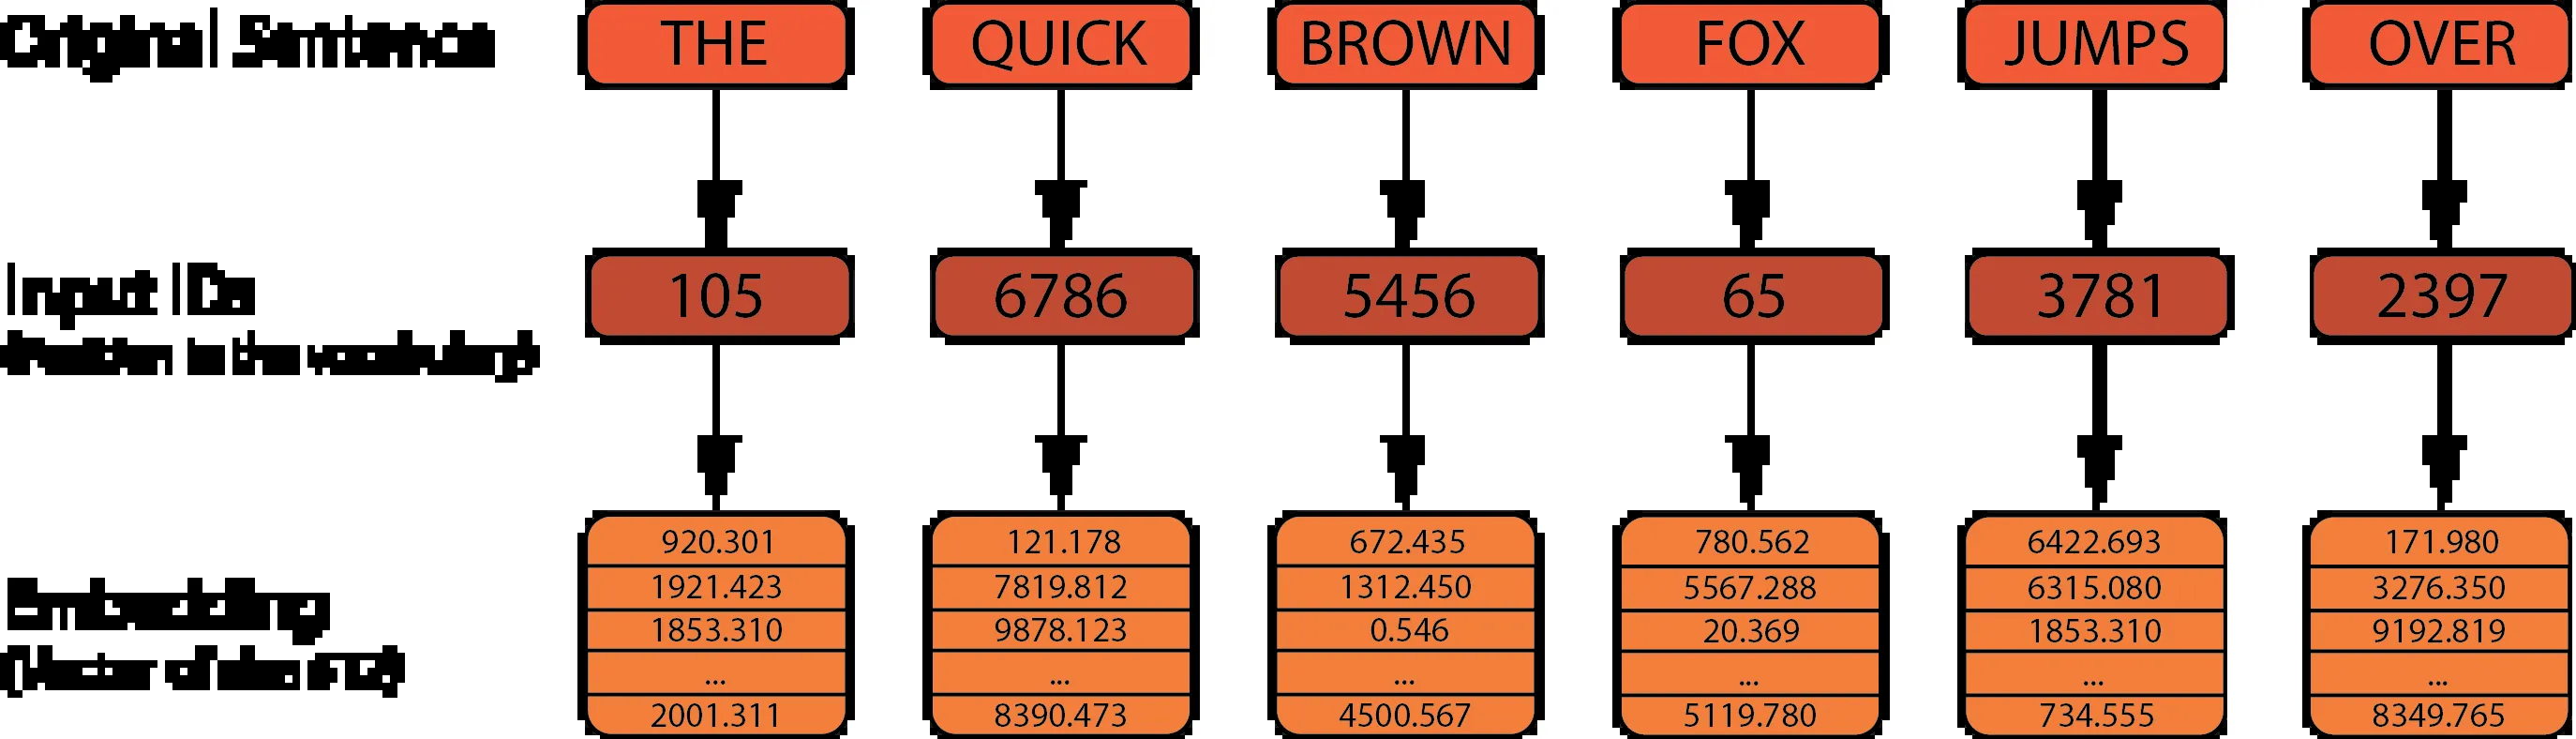 Original Sentence
THE QUICK BROWN FOX JUMPS OVER
Input IDs
105 6786 5456 65 3781 2397
(Position in the vocabulary)
920.301 121.178 672.435 780.562 6422.693 171.980
1921.423 7819.812 1312.450 5567.288 6315.080 3276.350
Embedding
1853.310 9878.123 0.546 20.369 1853.310 9192.819
(Vector of size
... ... ... ... ... ...
2001.311 8390.473 4500.567 5119.780 734.555 8349.765